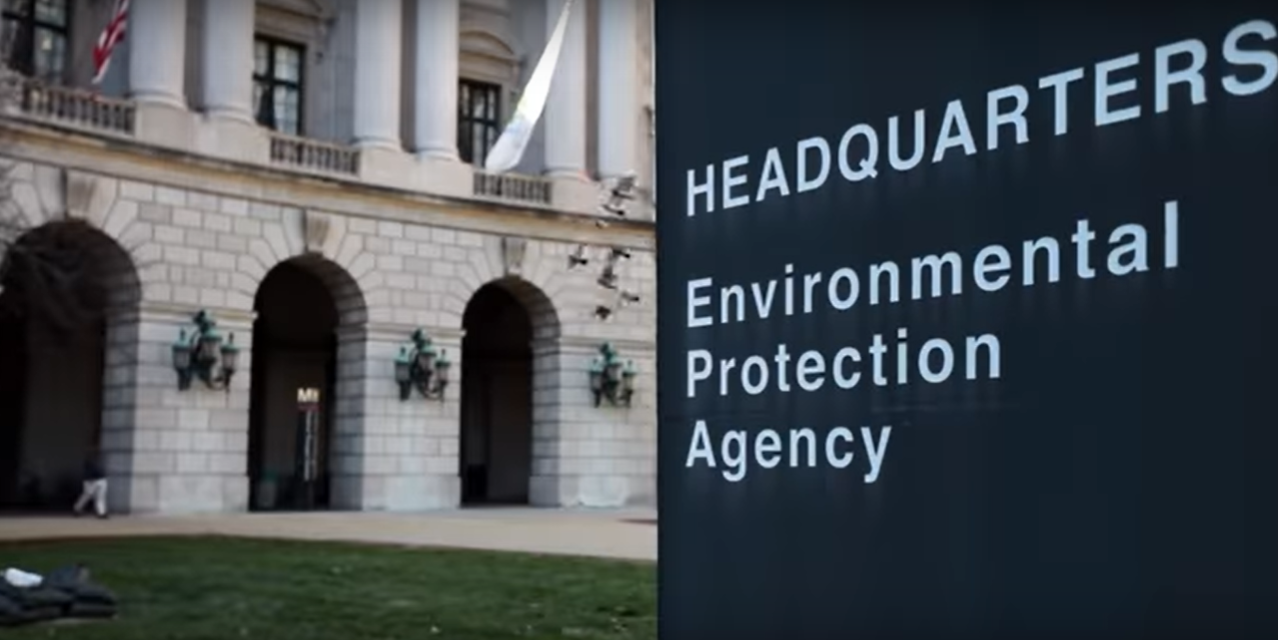 HEADQUARTERS
Environmental
Protection
Agency
M